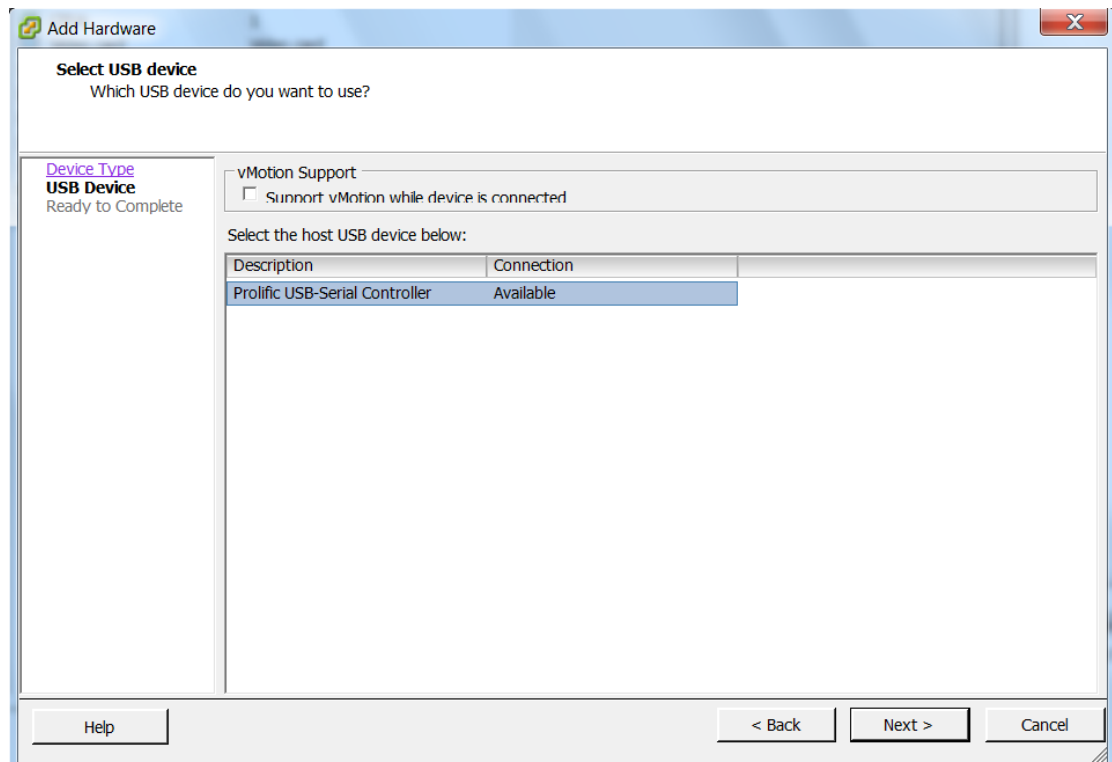 Add Hardware
X
Select USB device
Which USB device do you want to use?
Device Type
USB Device
Ready to Complete
vMotion Support
Support vMotion while device is connected
Select the host USB device below:
Description Connection
Prolific USB-Serial Controller Available
Help < Back Next > Cancel